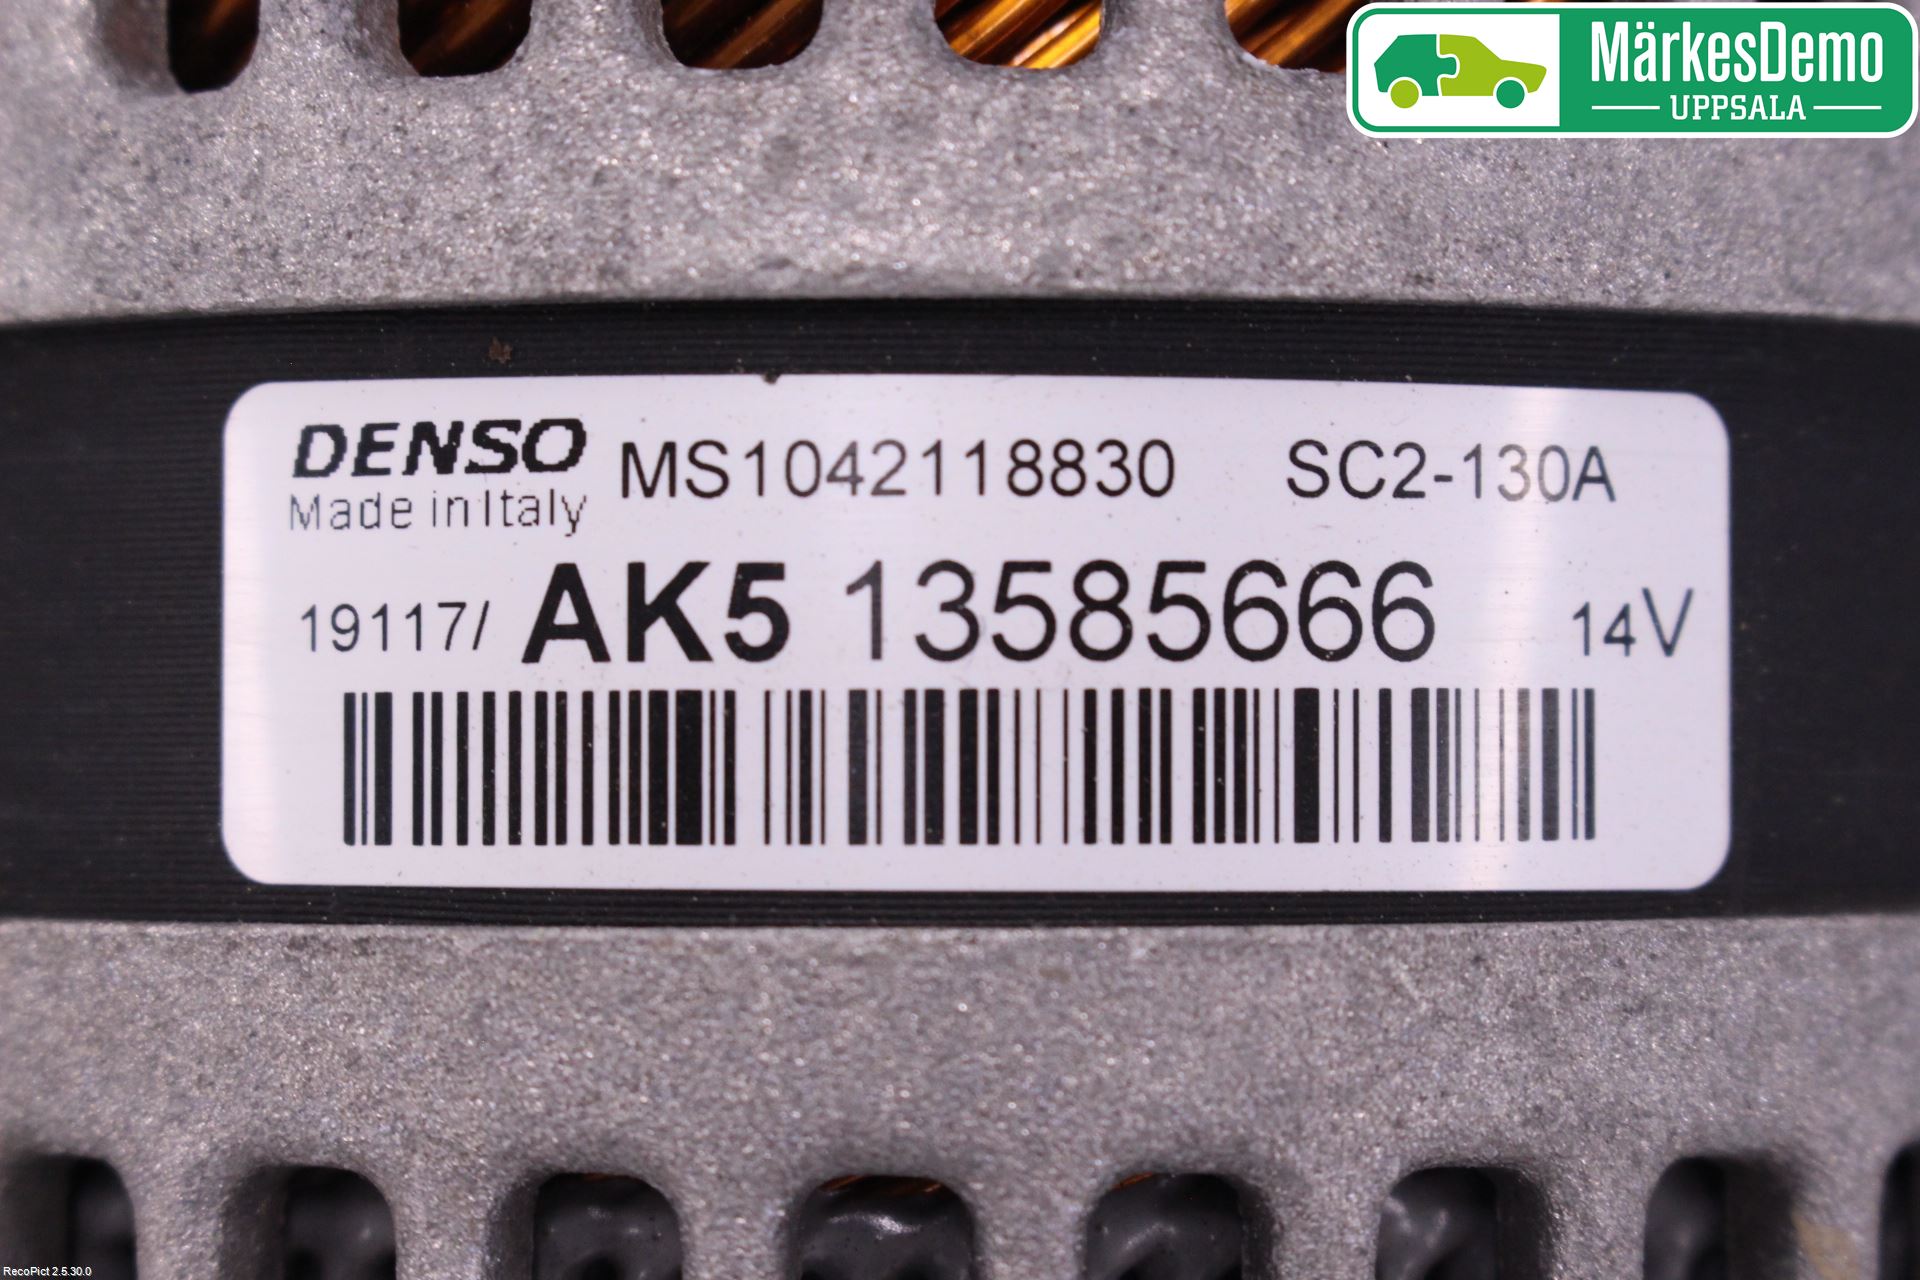 MärkesDemo
UPPSALA
DENSO MS1042118830 SC2-130A
Made in Italy
19117/ AK5 13585666 14V
RecoPict 2.5.30.0